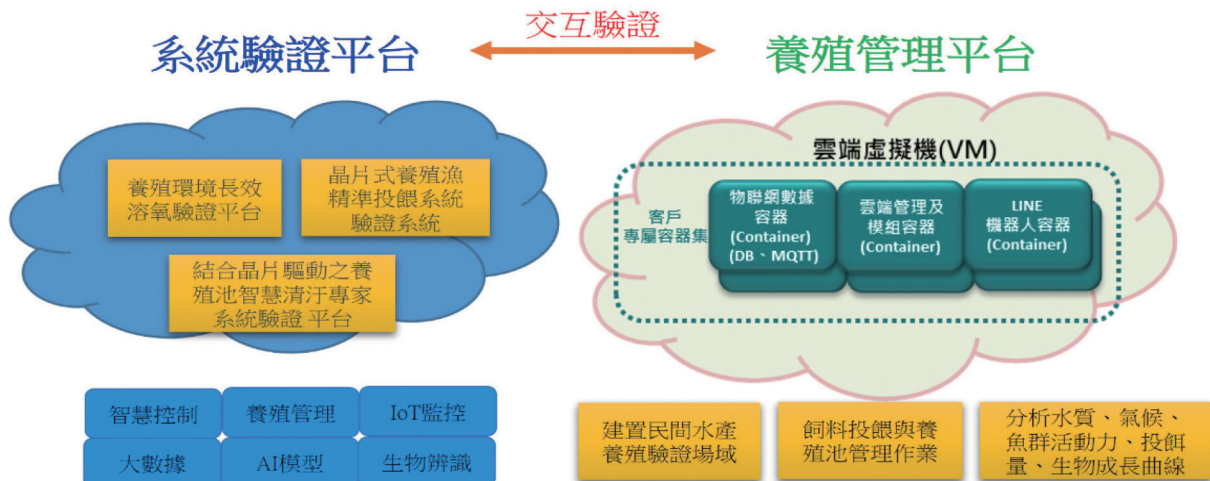 交互驗證
系統驗證平台
養殖管理平台
養殖環境長效
溶氧驗證平台
晶片式養殖漁
精準投餵系統
驗證系統
結合晶片驅動之養
殖池智慧清汙專家
系統驗證 平台
智慧控制
養殖管理
IoT監控
大數據
AI模型
生物辨識
雲端虛擬機(VM)
客戶
專屬容器集
物聯網數據
容器
(Container)
(DB、MQTT)
雲端管理及
模組容器
(Container)
LINE
機器人容器
(Container)
建置民間水產
養殖驗證場域
飼料投餵與養
殖池管理作業
分析水質、氣候、
魚群活動力、投餌
量、生物成長曲線